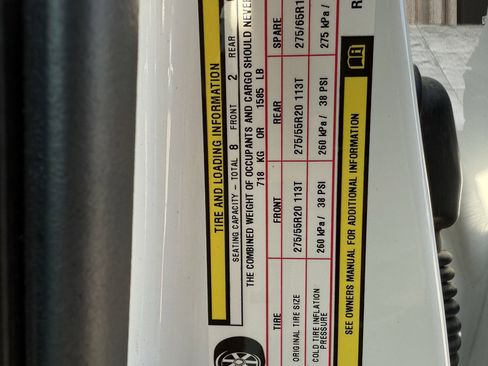 TIRE AND LOADING INFORMATION
SEATING CAPACITY - TOTAL 8 FRONT 2 REAR
THE COMBINED WEIGHT OF OCCUPANTS AND CARGO SHOULD NEVER
718 KG OR 1585 LB
TIRE FRONT REAR SPARE
ORIGINAL TIRE SIZE 275/55R20 113T 275/55R20 113T 275/65R1
COLD TIRE INFLATION PRESSURE 260 kPa / 38 PSI 260 kPa / 38 PSI 275 kPa /
SEE OWNERS MANUAL FOR ADDITIONAL INFORMATION
R